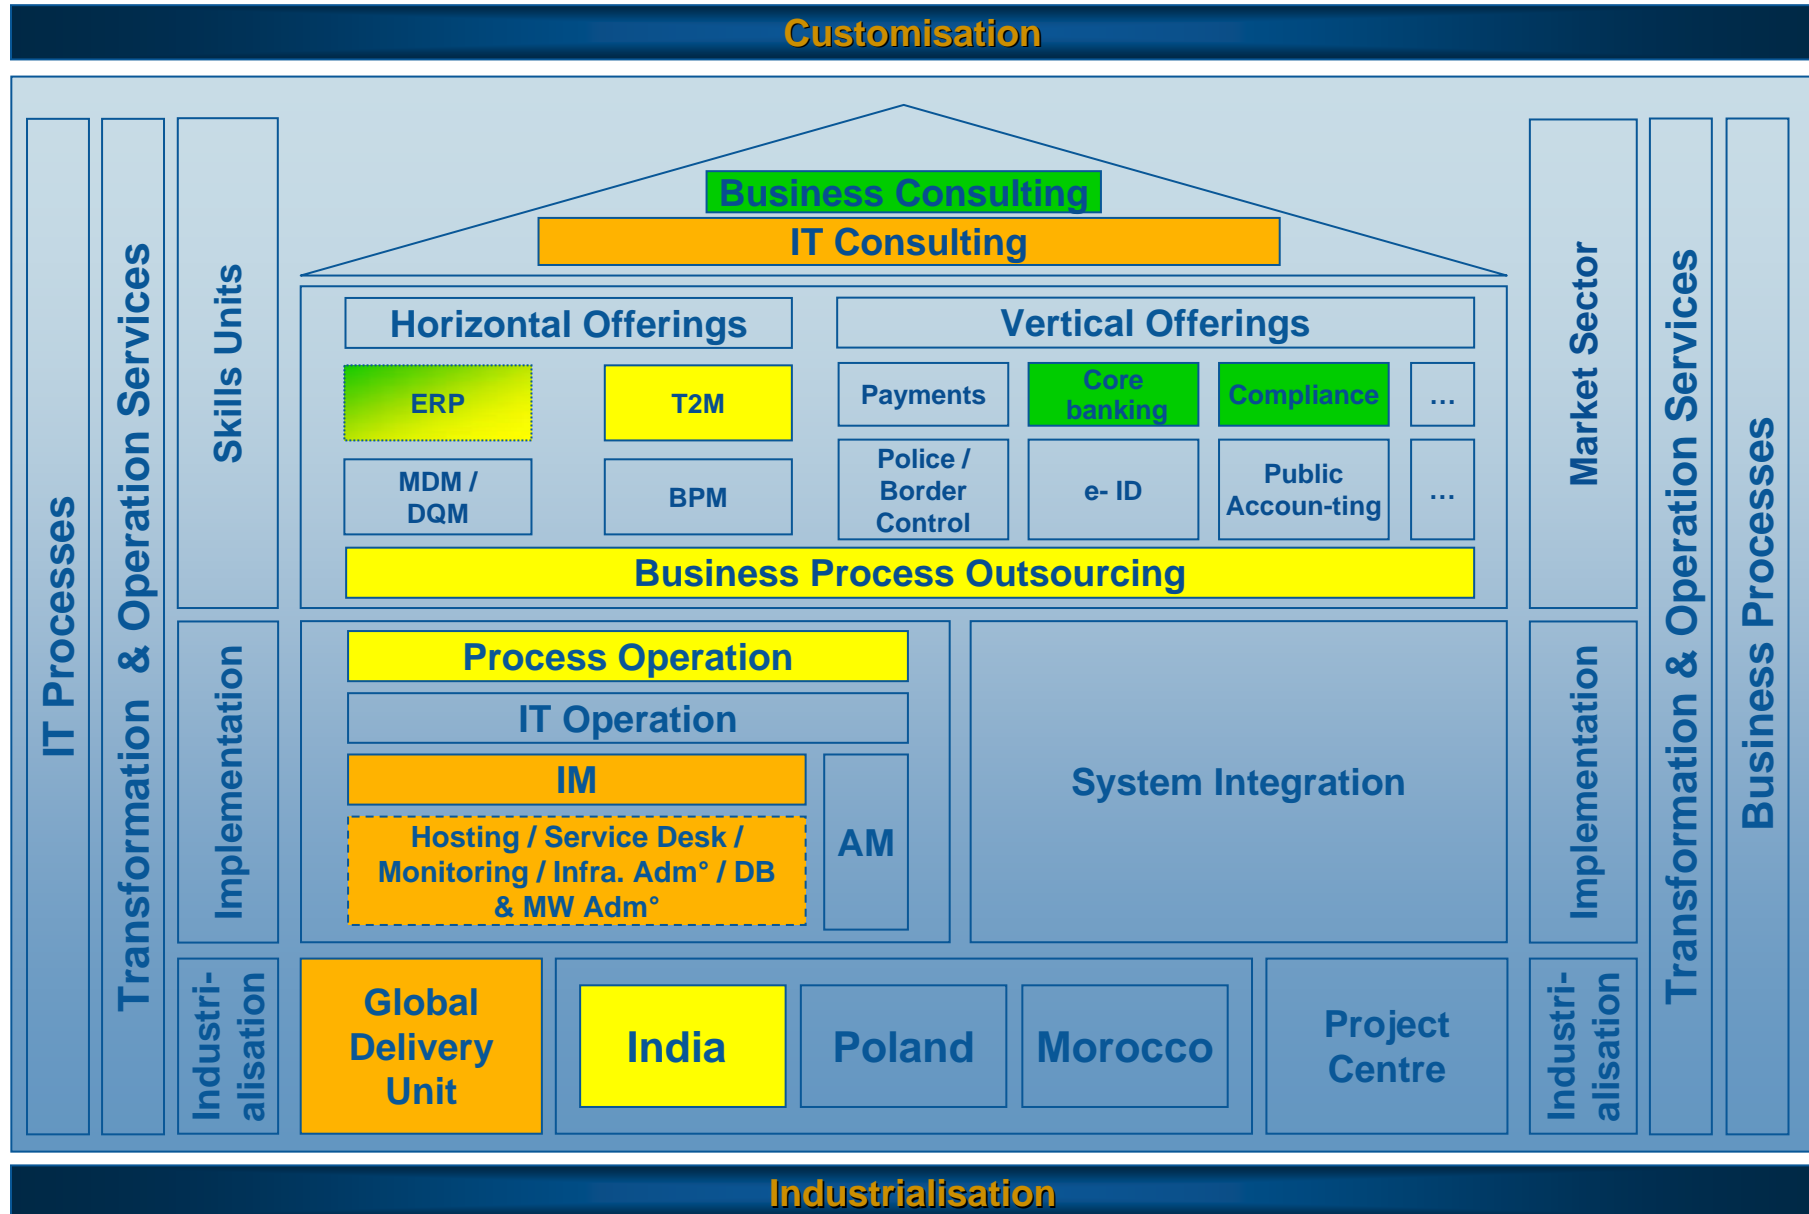 Customisation
IT Processes
Transformation & Operation Services
Skills Units
Implementation
Industri-
alisation
Business Consulting
IT Consulting
Horizontal Offerings
Vertical Offerings
ERP
T2M
Payments
Core
banking
Compliance
...
MDM /
DQM
BPM
Police /
Border
Control
e- ID
Public
Accoun-ting
...
Business Process Outsourcing
Process Operation
IT Operation
IM
Hosting / Service Desk /
Monitoring / Infra. Adm° / DB
& MW Adm°
AM
System Integration
Global
Delivery
Unit
India
Poland
Morocco
Project
Centre
Market Sector
Implementation
Industri-
alisation
Transformation & Operation Services
Business Processes
Industrialisation